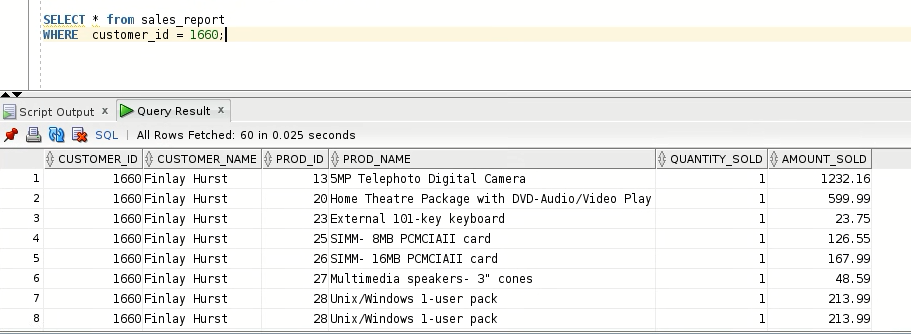 SELECT * from sales_report
WHERE  customer_id = 1660;
Script Output x Query Result x
SQL | All Rows Fetched: 60 in 0.025 seconds
CUSTOMER_ID CUSTOMER_NAME PROD_ID PROD_NAME QUANTITY_SOLD AMOUNT_SOLD
1 1660 Finlay Hurst 13 5MP Telephoto Digital Camera 1 1232.16
2 1660 Finlay Hurst 20 Home Theatre Package with DVD-Audio/Video Play 1 599.99
3 1660 Finlay Hurst 23 External 101-key keyboard 1 23.75
4 1660 Finlay Hurst 25 SIMM- 8MB PCMCIAII card 1 126.55
5 1660 Finlay Hurst 26 SIMM- 16MB PCMCIAII card 1 167.99
6 1660 Finlay Hurst 27 Multimedia speakers- 3" cones 1 48.59
7 1660 Finlay Hurst 28 Unix/Windows 1-user pack 1 213.99
8 1660 Finlay Hurst 28 Unix/Windows 1-user pack 1 213.99